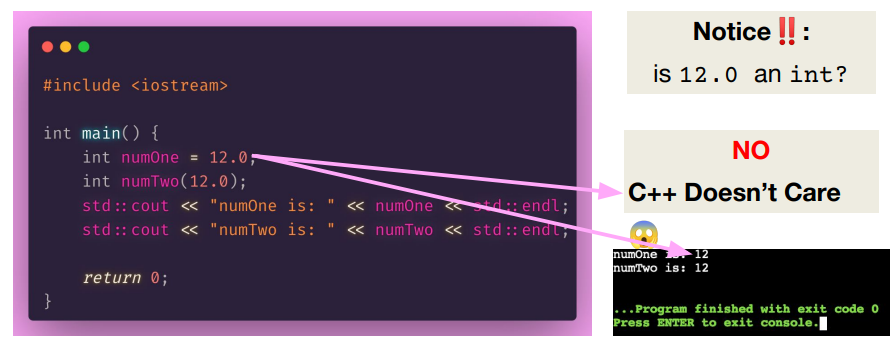 #include <iostream>
int main() {
int numOne = 12.0;
int numTwo(12.0);
std::cout << "numOne is: " << numOne << std::endl;
std::cout << "numTwo is: " << numTwo << std::endl;
return 0;
}
Notice‼️:
is 12.0 an int?
NO
C++ Doesn't Care
numOne is: 12
numTwo is: 12
...Program finished with exit code 0
Press ENTER to exit console.